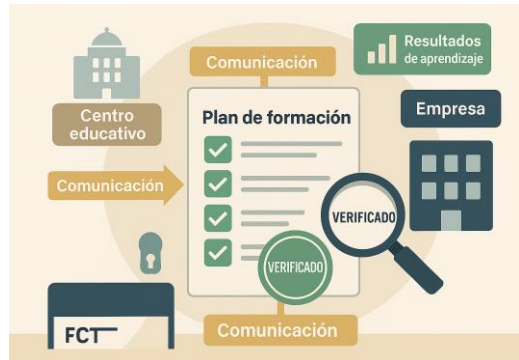 Comunicación
Resultados
de aprendizaje
Centro
educativo
Plan de formación
Empresa
Comunicación
VERIFICADO
VERIFICADO
FCT
Comunicación